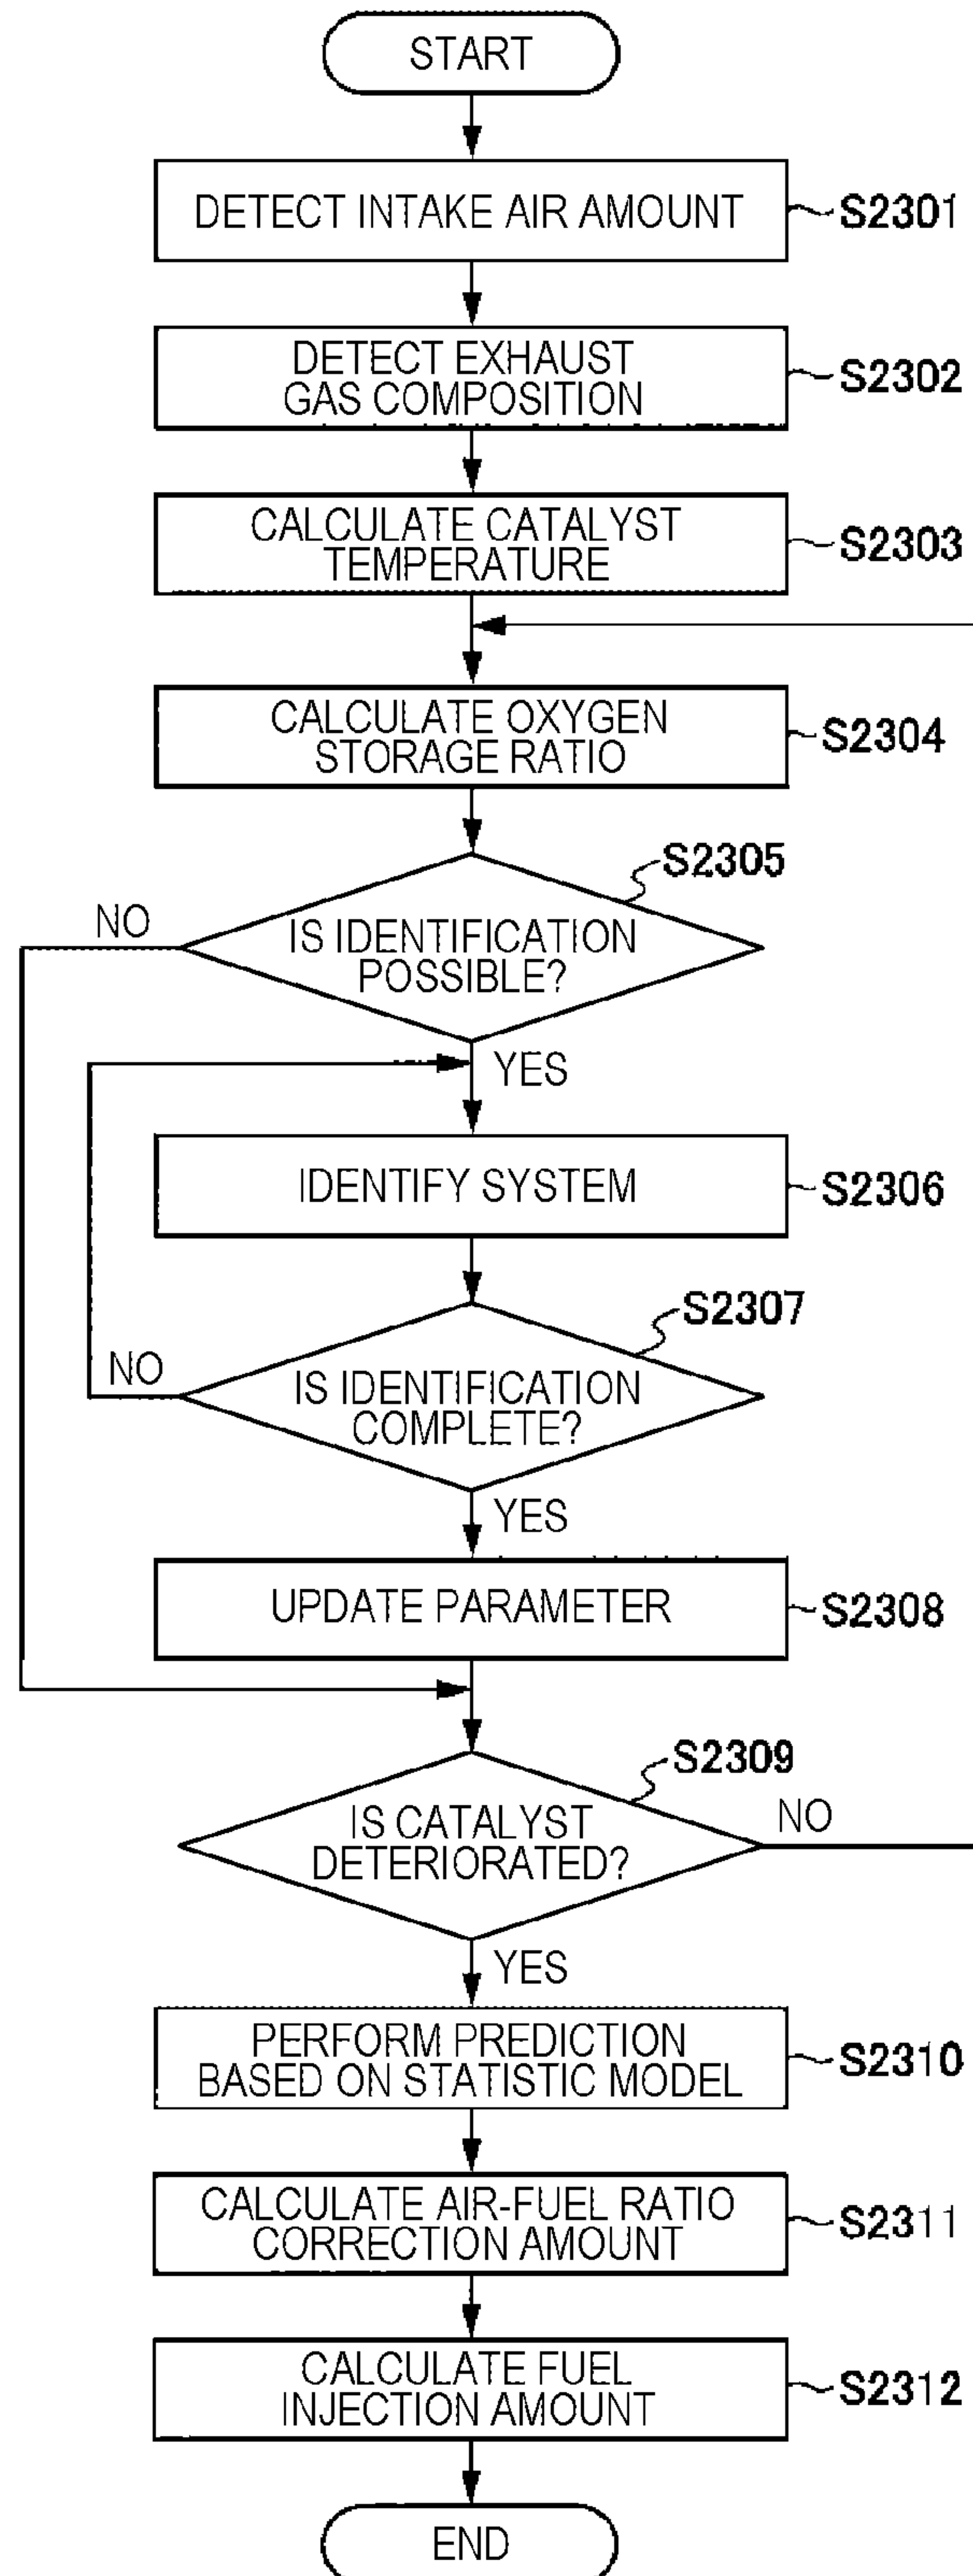 START
DETECT INTAKE AIR AMOUNT
S2301
DETECT EXHAUST
GAS COMPOSITION
S2302
CALCULATE CATALYST
TEMPERATURE
S2303
CALCULATE OXYGEN
STORAGE RATIO
S2304
S2305
NO
IS IDENTIFICATION
POSSIBLE?
YES
IDENTIFY SYSTEM
S2306
S2307
NO
IS IDENTIFICATION
COMPLETE?
YES
UPDATE PARAMETER
S2308
S2309
IS CATALYST
DETERIORATED?
NO
YES
PERFORM PREDICTION
BASED ON STATISTIC MODEL
S2310
CALCULATE AIR-FUEL RATIO
CORRECTION AMOUNT
S2311
CALCULATE FUEL
INJECTION AMOUNT
S2312
END